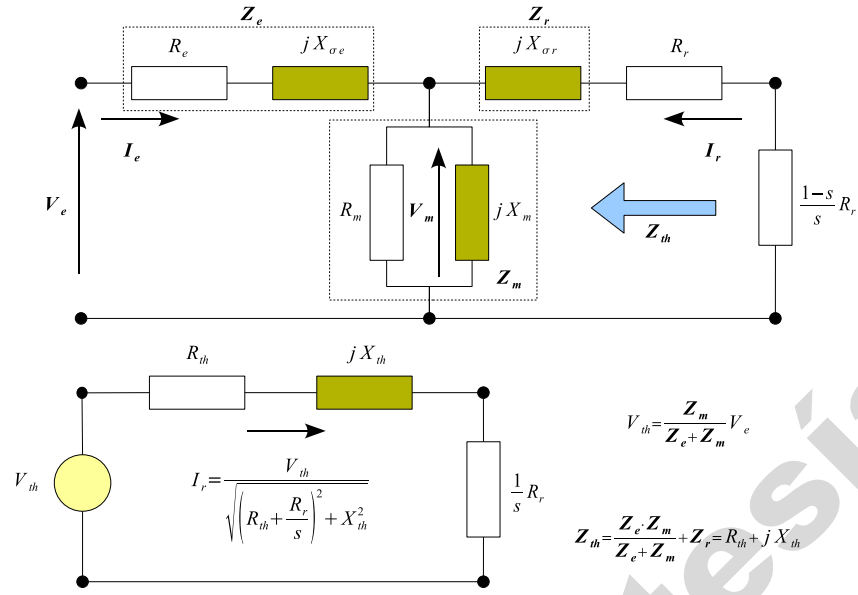 Z_e
Z_r
R_e
j X_σe
j X_σr
R_r
I_e
I_r
V_e
R_m
V_m
j X_m
Z_m
Z_th
1−s/s R_r
R_th
j X_th
V_th
I_r = V_th / √((R_th + R_r/s)² + X_th²)
1/s R_r
V_th = Z_m / (Z_e + Z_m) V_e
Z_th = Z_e·Z_m / (Z_e + Z_m) + Z_r = R_th + j X_th
tesí